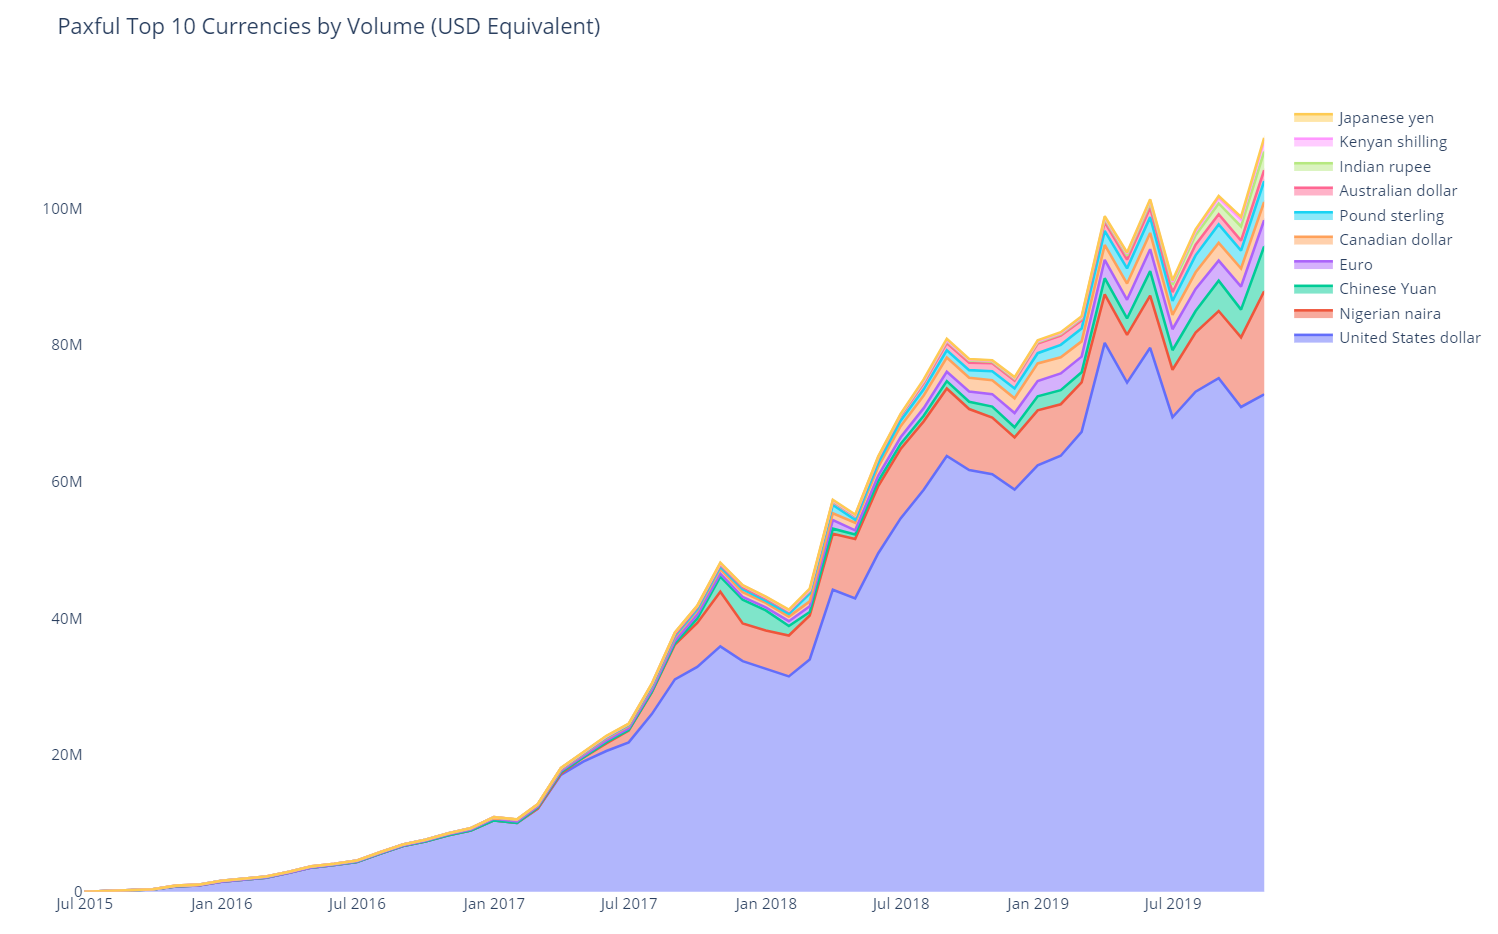 Paxful Top 10 Currencies by Volume (USD Equivalent)
Japanese yen
Kenyan shilling
Indian rupee
Australian dollar
Pound sterling
Canadian dollar
Euro
Chinese Yuan
Nigerian naira
United States dollar
100M
80M
60M
40M
20M
0
Jul 2015 Jan 2016 Jul 2016 Jan 2017 Jul 2017 Jan 2018 Jul 2018 Jan 2019 Jul 2019